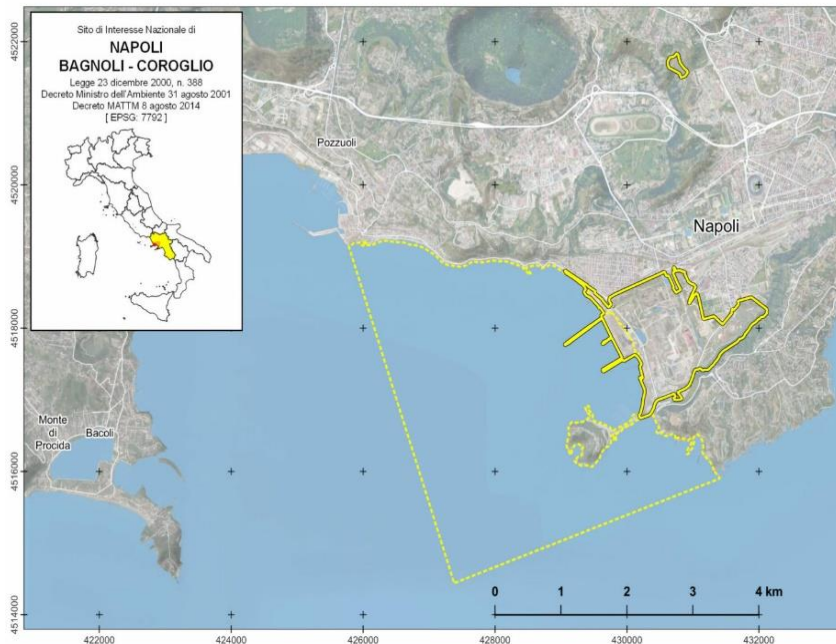 Sito di Interesse Nazionale di
NAPOLI
BAGNOLI - COROGLIO
Legge 23 dicembre 2000, n. 388
Decreto Ministro dell'Ambiente 31 agosto 2001
Decreto MATTM 8 agosto 2014
[ EPSG: 7792 ]
Pozzuoli
Napoli
Monte
di
Procida
Bacoli
4522000
4520000
4518000
4516000
4514000
0 1 2 3 4 km
422000 424000 426000 428000 430000 432000